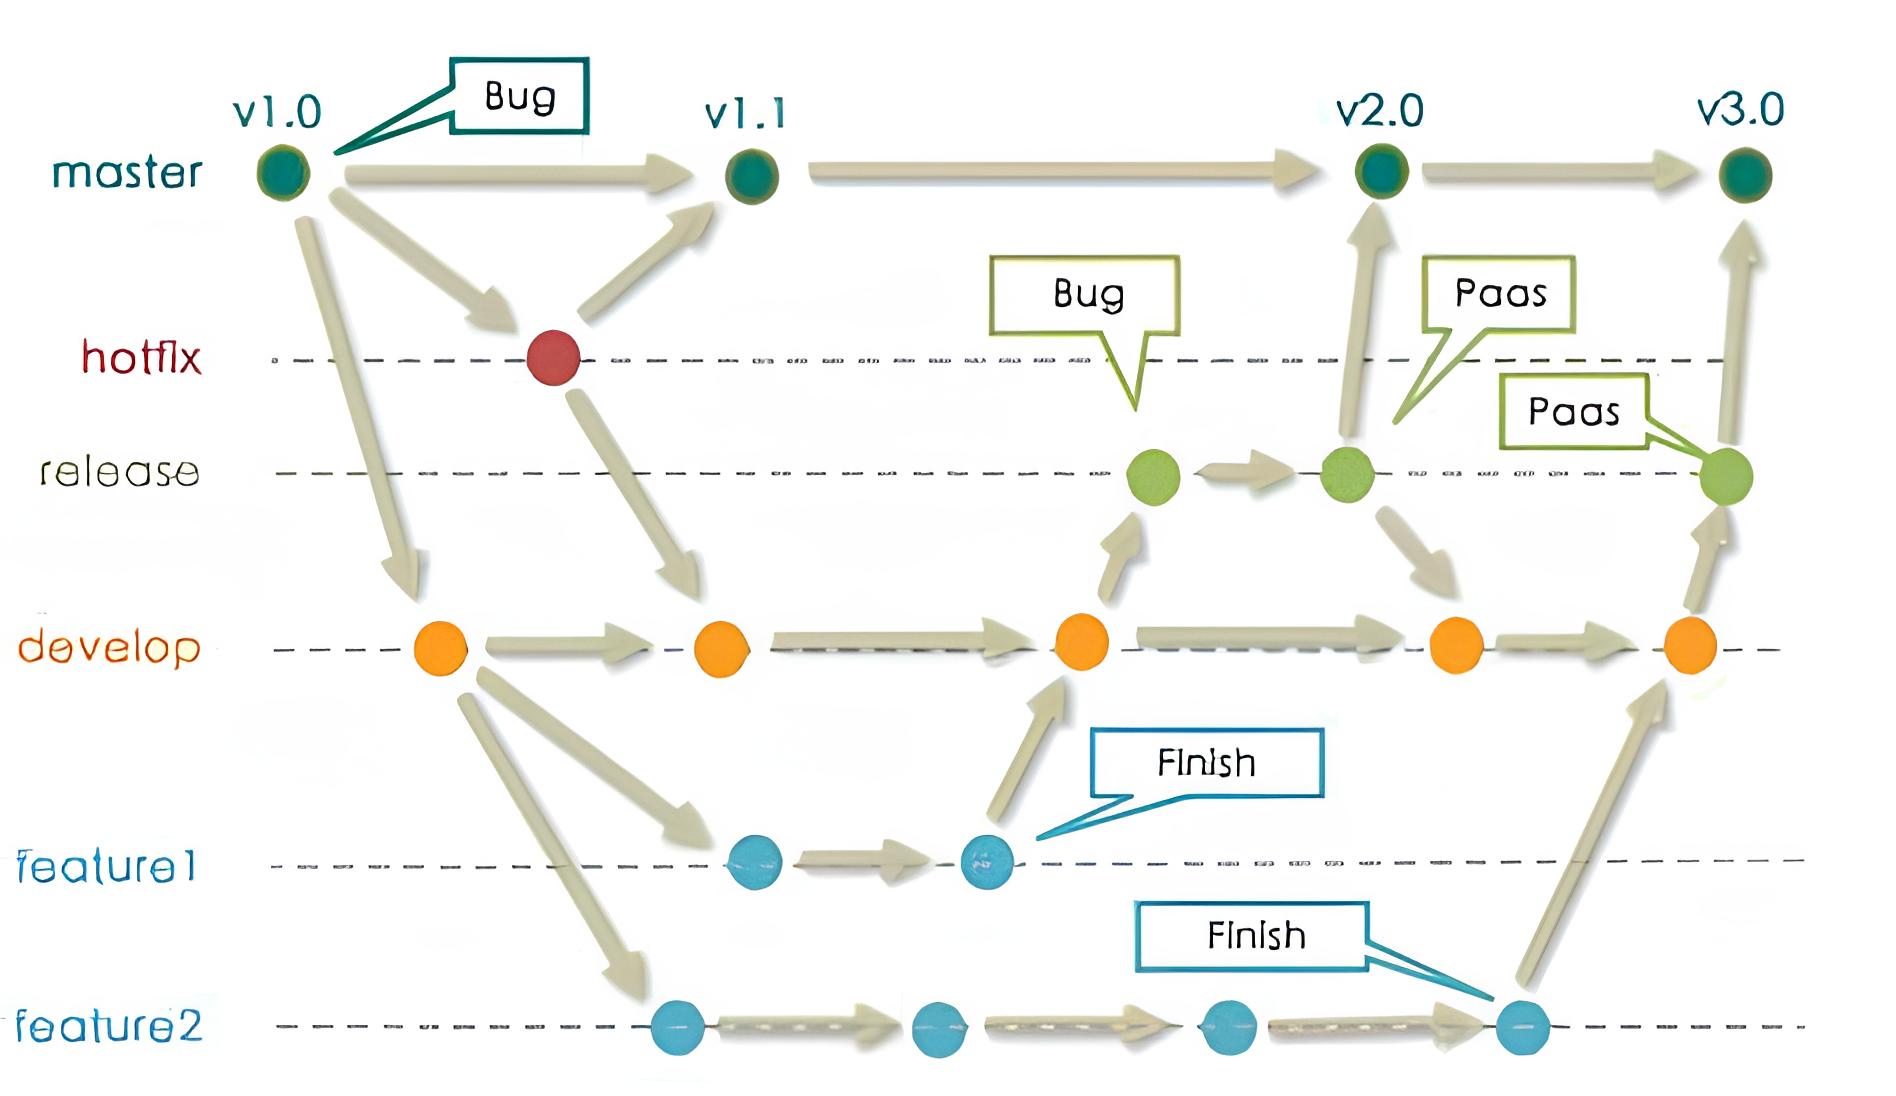 Bug
v1.0
v1.1
v2.0
v3.0
master
Bug
Paas
hotfix
Paas
release
develop
Finish
feature1
Finish
feature2